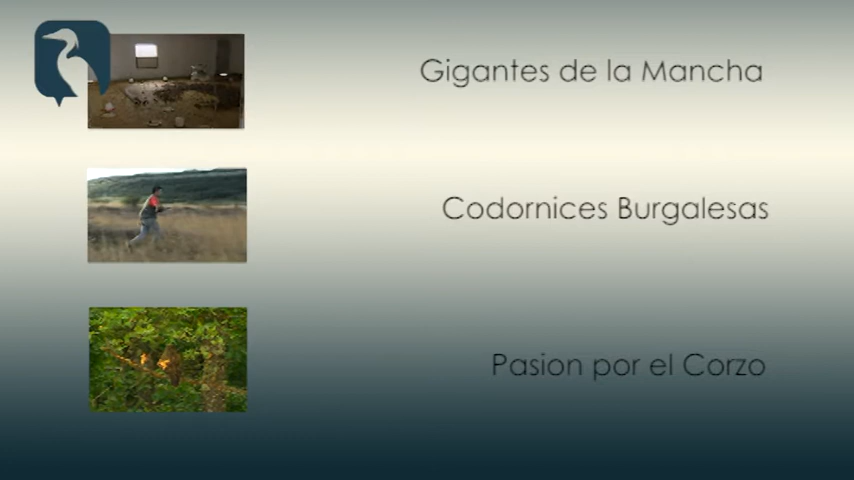 Gigantes de la Mancha
Codornices Burgalesas
Pasion por el Corzo